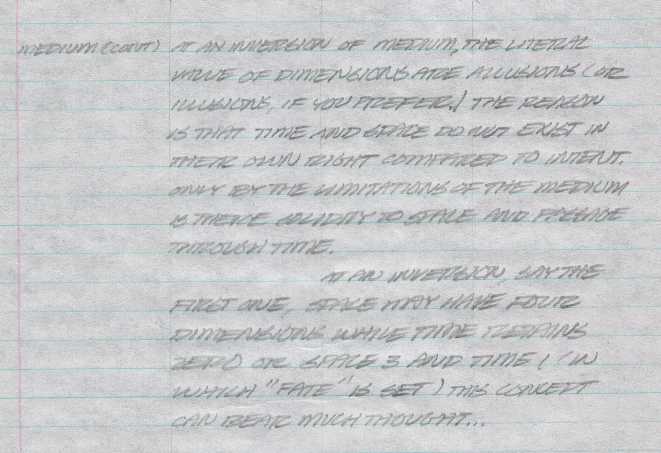 MEDIUM (CONT) AT AN INVERSION OF MEDIUM, THE LITERAL
VALUE OF DIMENSIONS ARE ALLUSIONS (OR
ILLUSIONS, IF YOU PREFER.) THE REASON
IS THAT TIME AND SPACE DO NOT EXIST IN
THEIR OWN RIGHT COMPARED TO INTENT.
ONLY BY THE LIMITATIONS OF THE MEDIUM
IS THERE SOLIDITY TO SPACE AND PASSAGE
THROUGH TIME.
AT AN INVERSION, SAY THE
FIRST ONE, SPACE MAY HAVE FOUR
DIMENSIONS WHILE TIME RETAINS
ZERO OR SPACE 3 AND TIME 1 (IN
WHICH "FATE" IS SET) THIS CONCEPT
CAN BEAR MUCH THOUGHT...